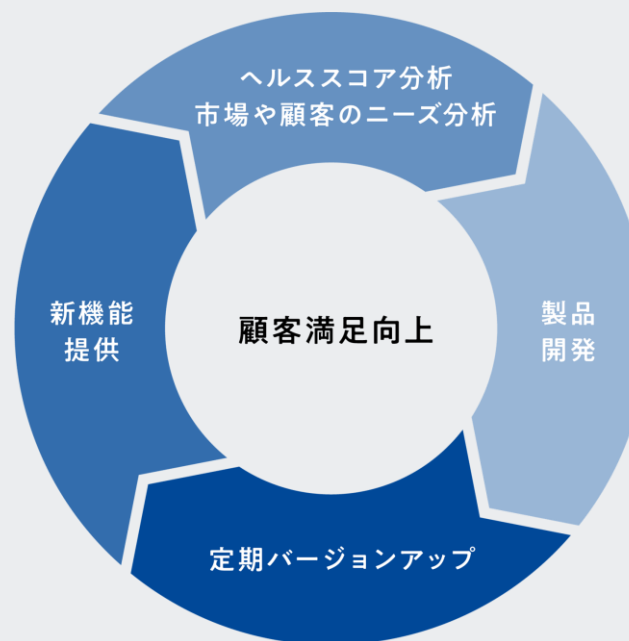 ヘルススコア分析
市場や顧客のニーズ分析
新機能
提供
顧客満足向上
製品
開発
定期バージョンアップ